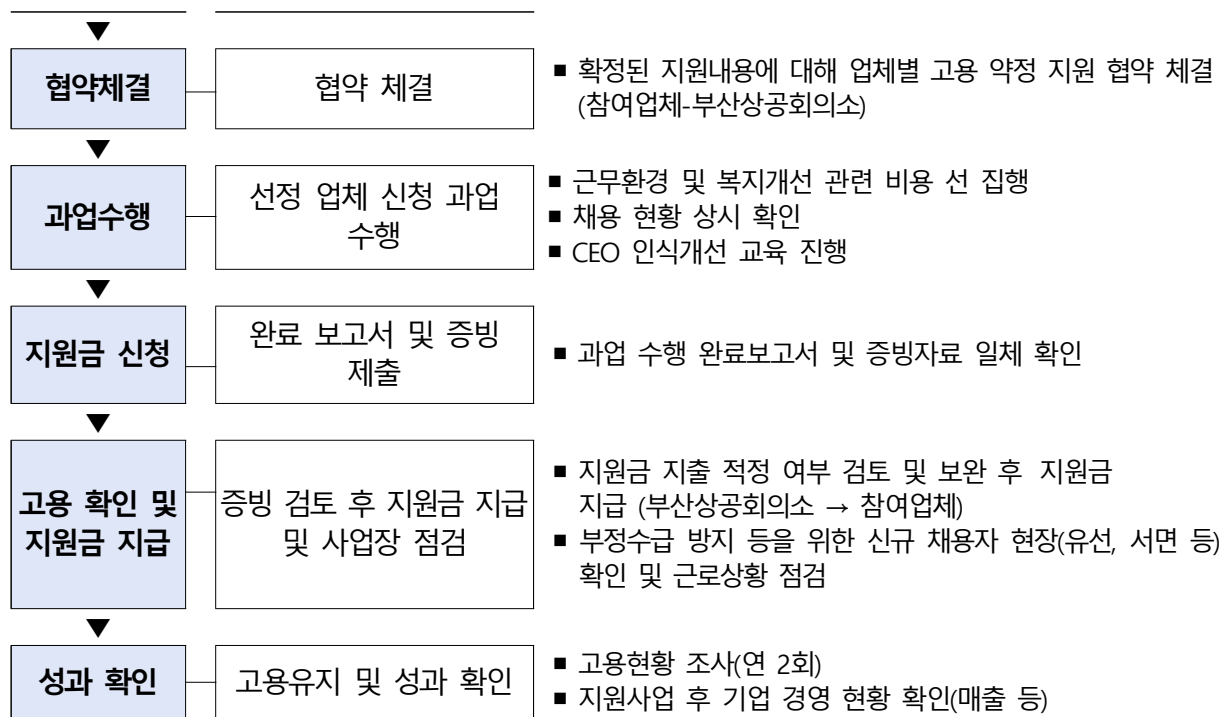 ▼
협약체결
협약 체결
■ 확정된 지원내용에 대해 업체별 고용 약정 지원 협약 체결
(참여업체-부산상공회의소)
▼
과업수행
선정 업체 신청 과업
수행
■ 근무환경 및 복지개선 관련 비용 선 집행
■ 채용 현황 상시 확인
■ CEO 인식개선 교육 진행
▼
지원금 신청
완료 보고서 및 증빙
제출
■ 과업 수행 완료보고서 및 증빙자료 일체 확인
▼
고용 확인 및
지원금 지급
증빙 검토 후 지원금 지급
및 사업장 점검
■ 지원금 지출 적정 여부 검토 및 보완 후 지원금
지급 (부산상공회의소 → 참여업체)
■ 부정수급 방지 등을 위한 신규 채용자 현장(유선, 서면 등)
확인 및 근로상황 점검
▼
성과 확인
고용유지 및 성과 확인
■ 고용현황 조사(연 2회)
■ 지원사업 후 기업 경영 현황 확인(매출 등)